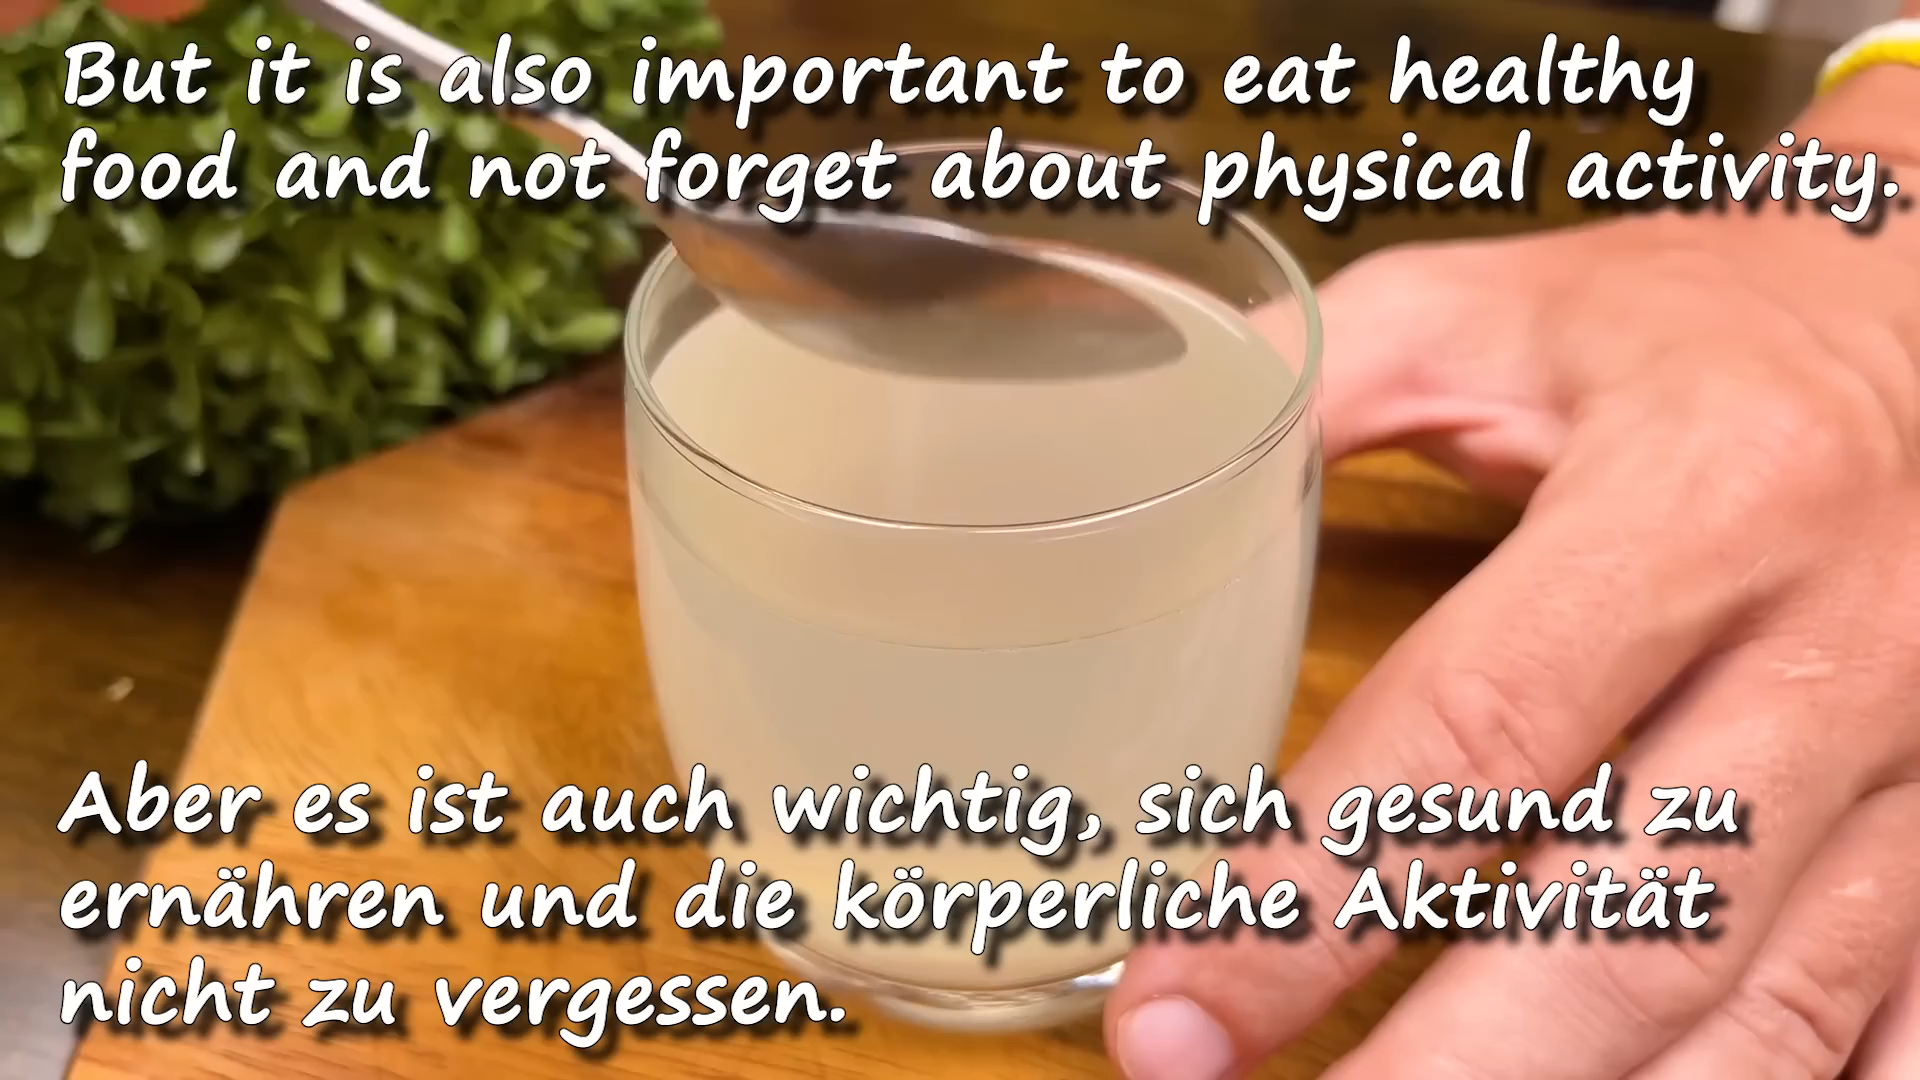 But it is also important to eat healthy
food and not forget about physical activity.
Aber es ist auch wichtig, sich gesund zu
ernähren und die körperliche Aktivität
nicht zu vergessen.